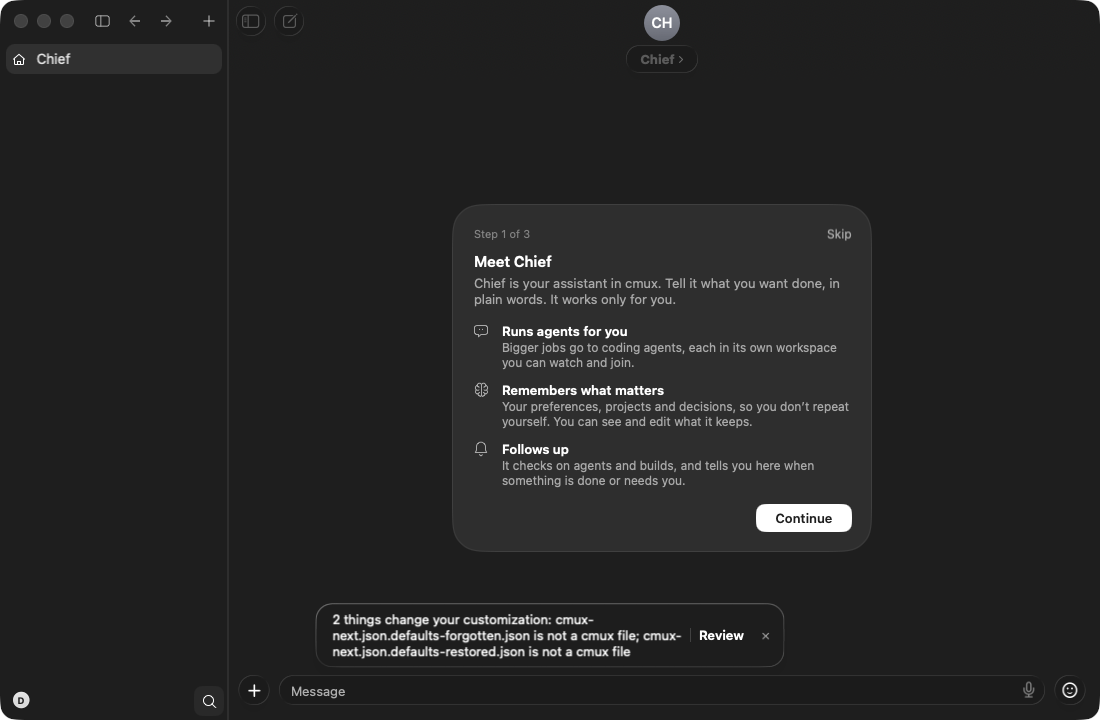 CH
Chief
Chief ›
Step 1 of 3
Skip
Meet Chief
Chief is your assistant in cmux. Tell it what you want done, in
plain words. It works only for you.
Runs agents for you
Bigger jobs go to coding agents, each in its own workspace
you can watch and join.
Remembers what matters
Your preferences, projects and decisions, so you don’t repeat
yourself. You can see and edit what it keeps.
Follows up
It checks on agents and builds, and tells you here when
something is done or needs you.
Continue
2 things change your customization: cmux-
next.json.defaults-forgotten.json is not a cmux file; cmux-
next.json.defaults-restored.json is not a cmux file
Review
Message
D